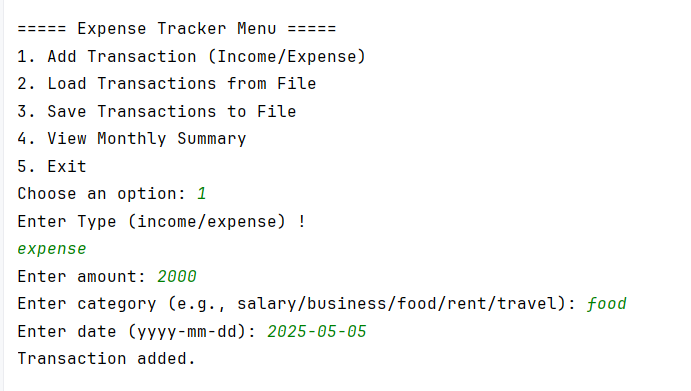 ===== Expense Tracker Menu =====
1. Add Transaction (Income/Expense)
2. Load Transactions from File
3. Save Transactions to File
4. View Monthly Summary
5. Exit
Choose an option: 1
Enter Type (income/expense) !
expense
Enter amount: 2000
Enter category (e.g., salary/business/food/rent/travel): food
Enter date (yyyy-mm-dd): 2025-05-05
Transaction added.